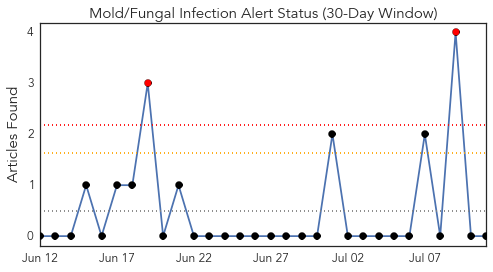 Mold/Fungal Infection Alert Status (30-Day Window)
Articles Found
4
3
2
1
0
Jun 12 Jun 17 Jun 22 Jun 27 Jul 02 Jul 07